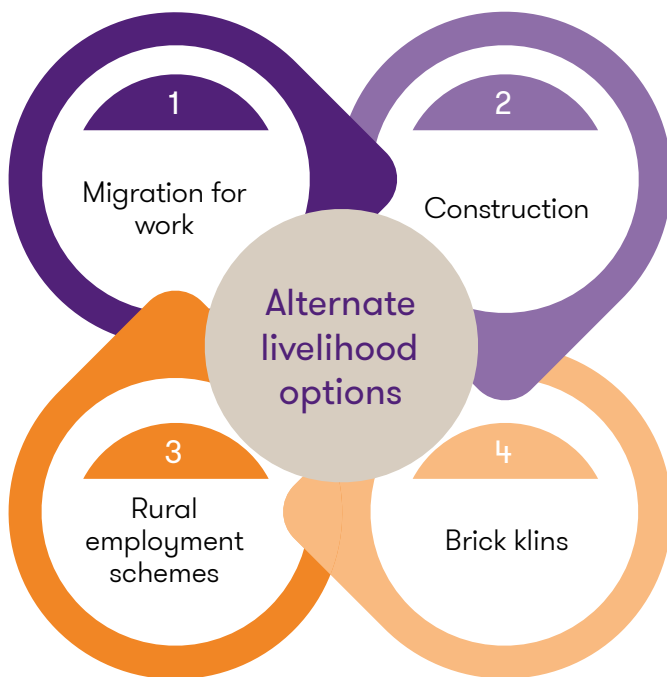 1
Migration for
work
2
Construction
Alternate
livelihood
options
3
Rural
employment
schemes
4
Brick klins